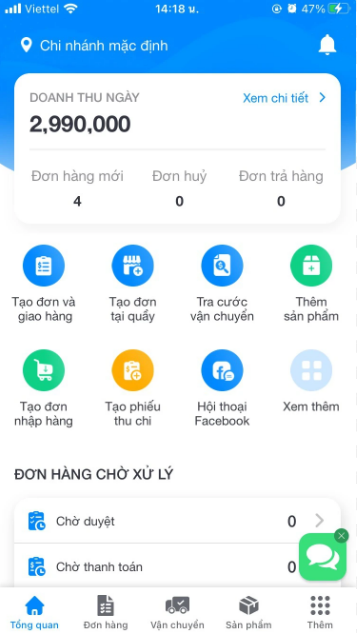 Viettel 14:18 น. 47%
Chi nhánh mặc định
DOANH THU NGÀY Xem chi tiết
2,990,000
Đơn hàng mới Đơn huỷ Đơn trả hàng
4 0 0
Tạo đơn và giao hàng
Tạo đơn tại quầy
Tra cước vận chuyển
Thêm sản phẩm
Tạo đơn nhập hàng
Tạo phiếu thu chi
Hội thoại Facebook
Xem thêm
ĐƠN HÀNG CHỜ XỬ LÝ
Chờ duyệt 0
Chờ thanh toán 0
Tổng quan Đơn hàng Vận chuyển Sản phẩm Thêm